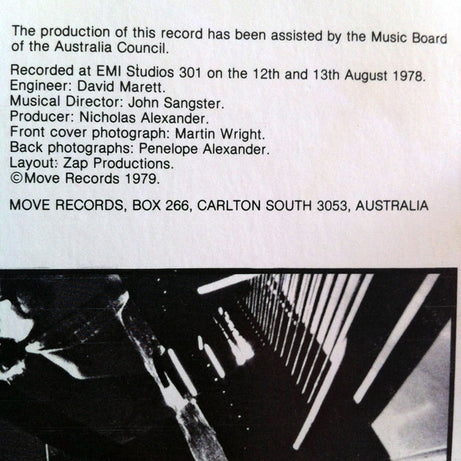 The production of this record has been assisted by the Music Board
of the Australia Council.
Recorded at EMI Studios 301 on the 12th and 13th August 1978.
Engineer: David Marett.
Musical Director: John Sangster.
Producer: Nicholas Alexander.
Front cover photograph: Martin Wright.
Back photographs: Penelope Alexander.
Layout: Zap Productions.
©Move Records 1979.
MOVE RECORDS, BOX 266, CARLTON SOUTH 3053, AUSTRALIA